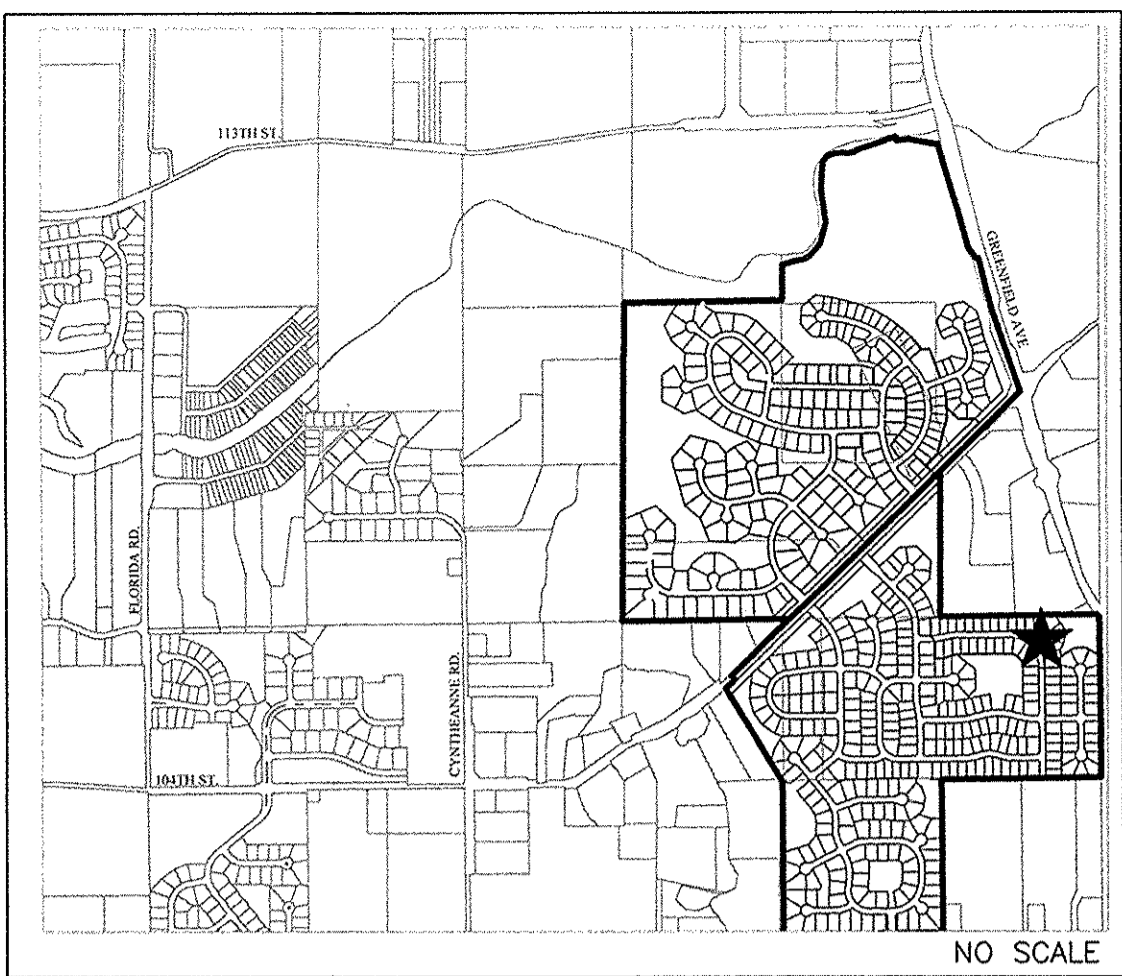 113TH ST.
GREENFIELD AVE
FLORIDA RD.
CYNTHEANNE RD.
104TH ST.
NO SCALE